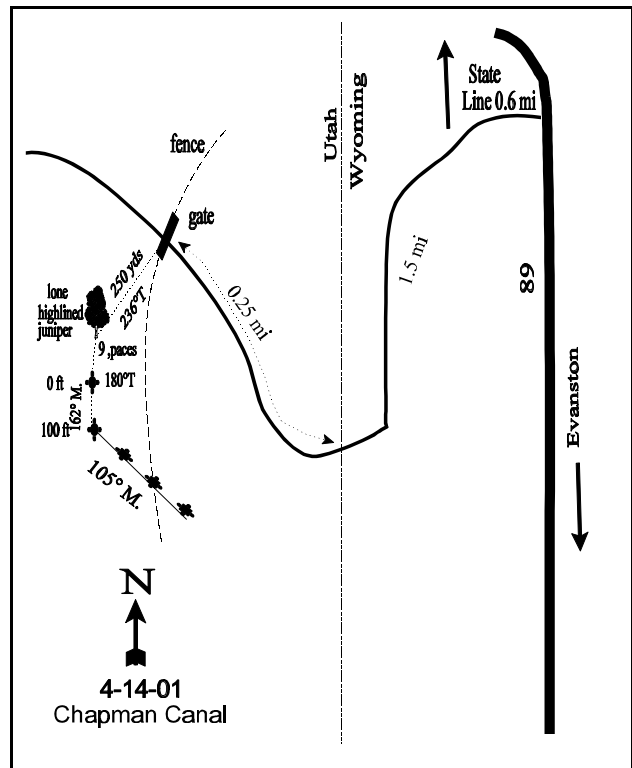 State
Line 0.6 mi
Utah
Wyoming
fence
gate
250 yds
236°T
lone
highlined
juniper
9 ,paces
0 ft
180°T
162° M.
100 ft
105° M.
0.25 mi
1.5 mi
89
Evanston
N
4-14-01
Chapman Canal